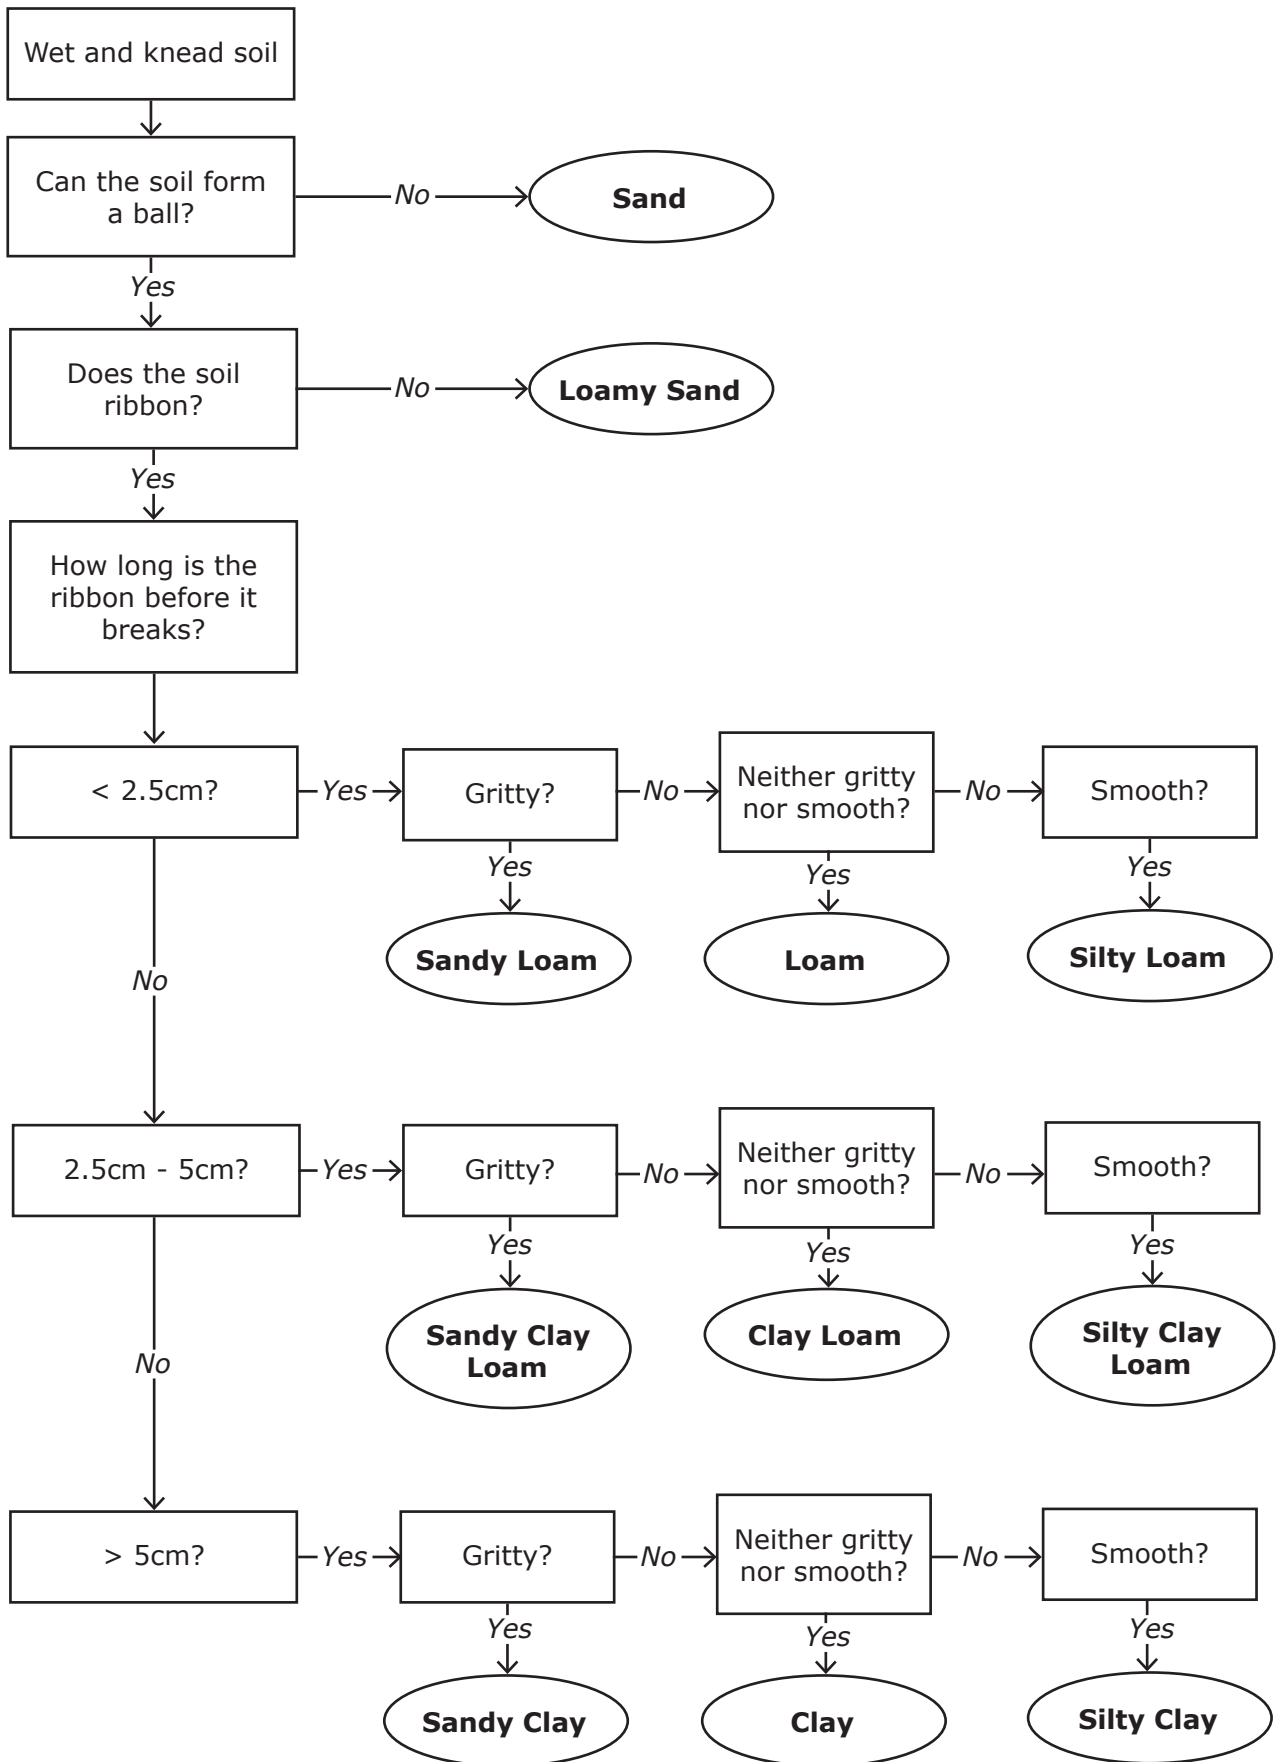 Wet and knead soil
Can the soil form
a ball?
No
Sand
Yes
Does the soil
ribbon?
No
Loamy Sand
Yes
How long is the
ribbon before it
breaks?
< 2.5cm?
Yes
Gritty?
No
Neither gritty
nor smooth?
No
Smooth?
Yes
Yes
Yes
Sandy Loam
Loam
Silty Loam
No
2.5cm - 5cm?
Yes
Gritty?
No
Neither gritty
nor smooth?
No
Smooth?
Yes
Yes
Yes
Sandy Clay
Loam
Clay Loam
Silty Clay
Loam
No
> 5cm?
Yes
Gritty?
No
Neither gritty
nor smooth?
No
Smooth?
Yes
Yes
Yes
Sandy Clay
Clay
Silty Clay